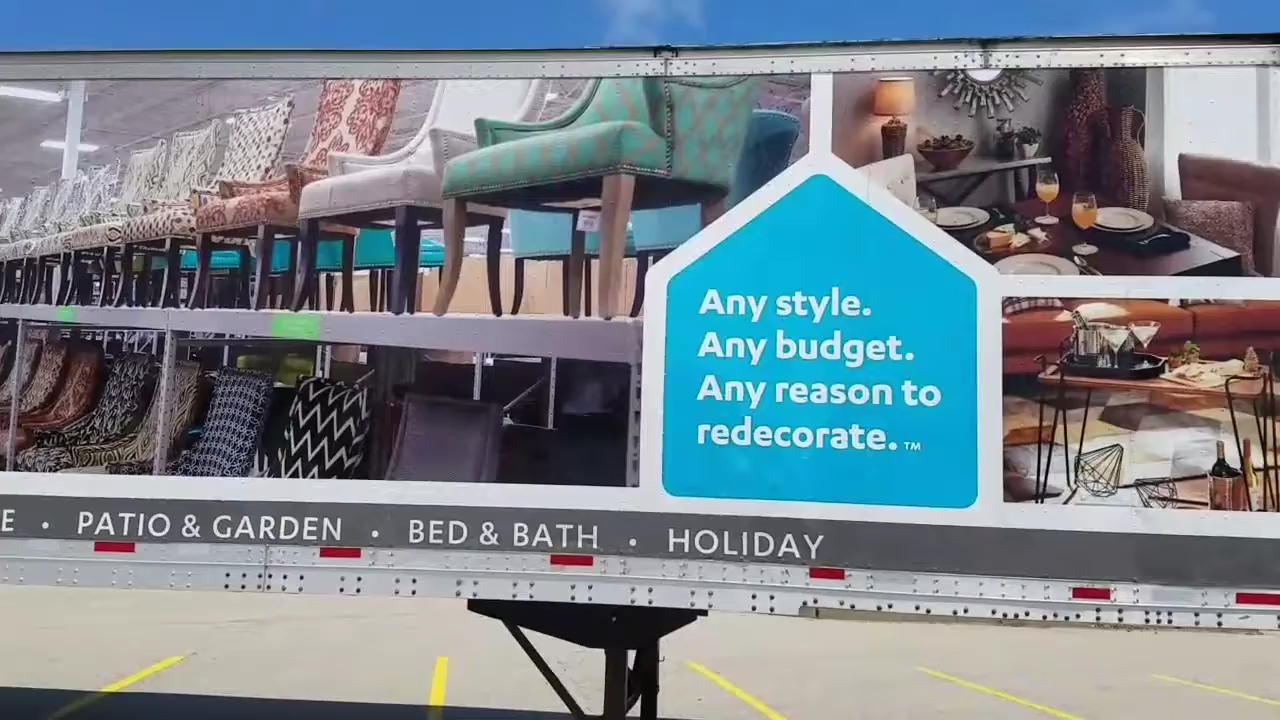 Any style.
Any budget.
Any reason to
redecorate.™
E • PATIO & GARDEN • BED & BATH • HOLIDAY